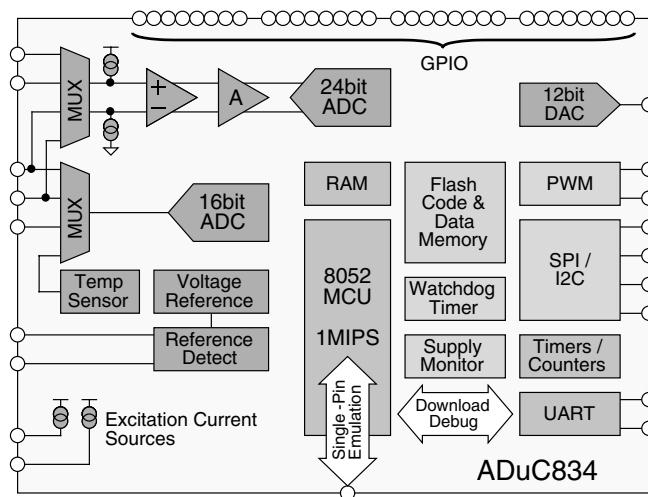 GPIO
MUX
+
−
A
24bit
ADC
12bit
DAC
MUX
16bit
ADC
RAM
Flash
Code &
Data
Memory
PWM
8052
MCU
1MIPS
SPI /
I2C
Temp
Sensor
Voltage
Reference
Watchdog
Timer
Reference
Detect
Supply
Monitor
Timers /
Counters
Excitation Current
Sources
Single -Pin
Emulation
Download
Debug
UART
ADuC834